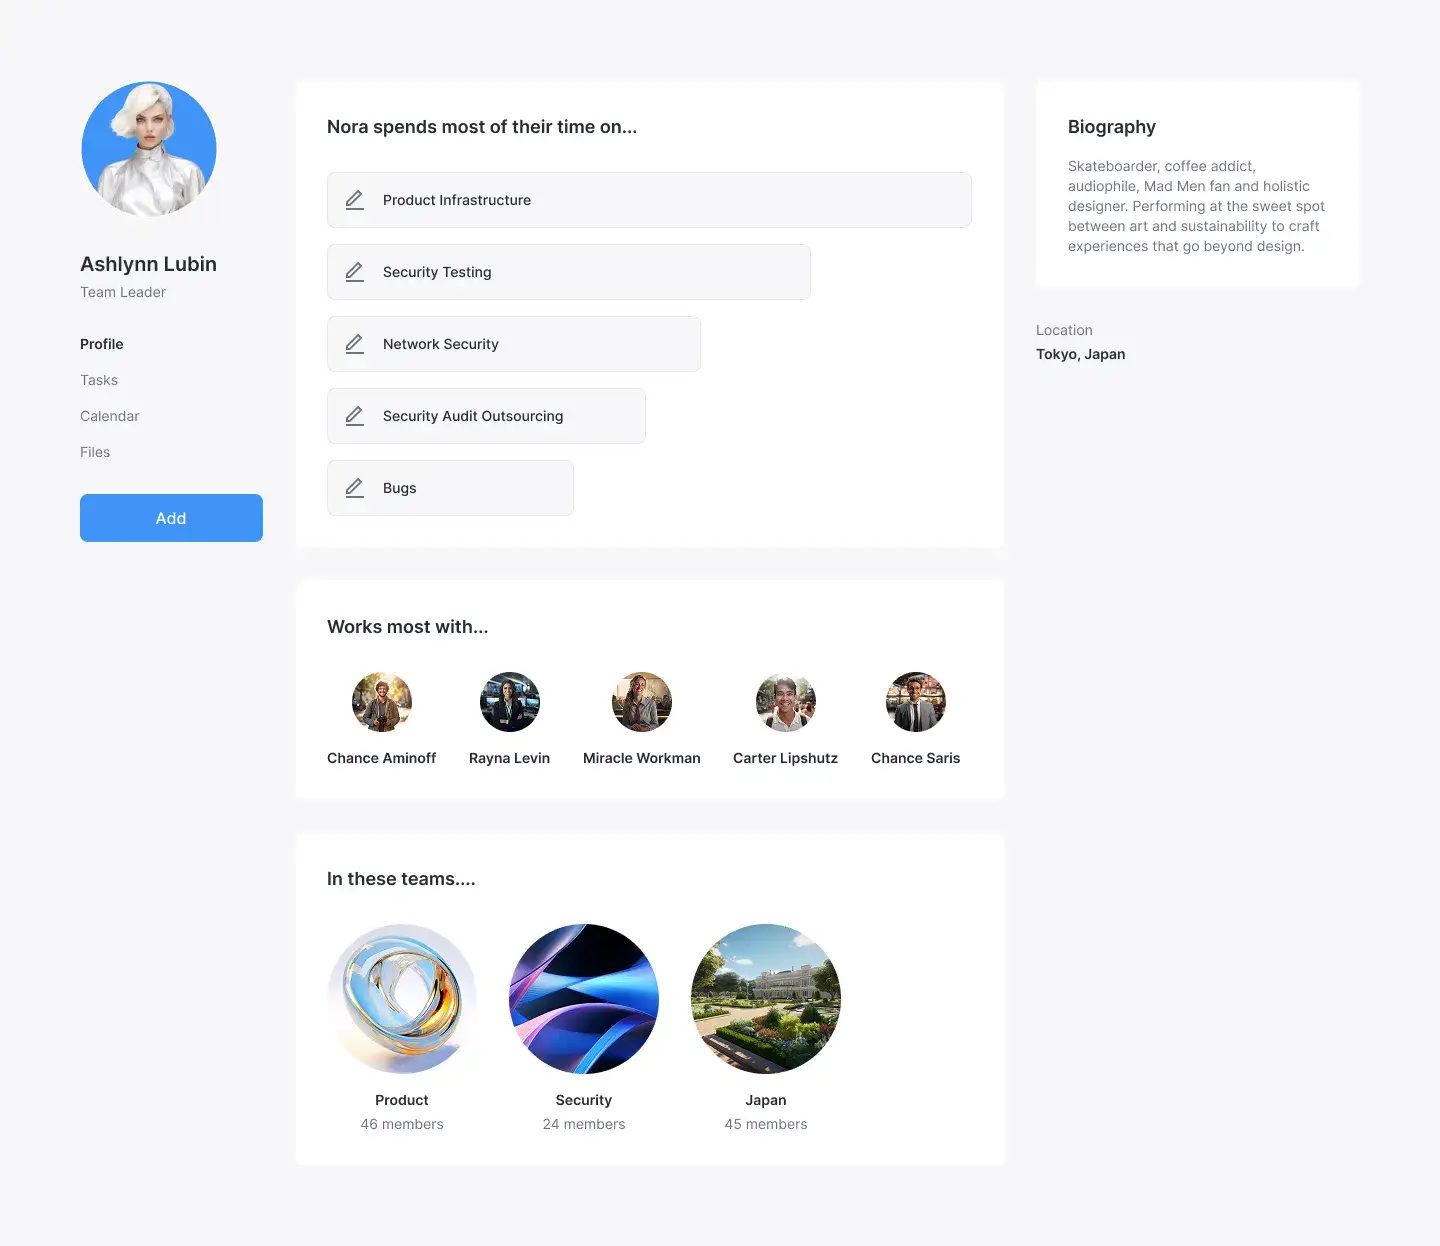 Ashlynn Lubin
Team Leader
Profile
Tasks
Calendar
Files
Add
Nora spends most of their time on...
Product Infrastructure
Security Testing
Network Security
Security Audit Outsourcing
Bugs
Works most with...
Chance Aminoff
Rayna Levin
Miracle Workman
Carter Lipshutz
Chance Saris
In these teams....
Product
46 members
Security
24 members
Japan
45 members
Biography
Skateboarder, coffee addict,
audiophile, Mad Men fan and holistic
designer. Performing at the sweet spot
between art and sustainability to craft
experiences that go beyond design.
Location
Tokyo, Japan